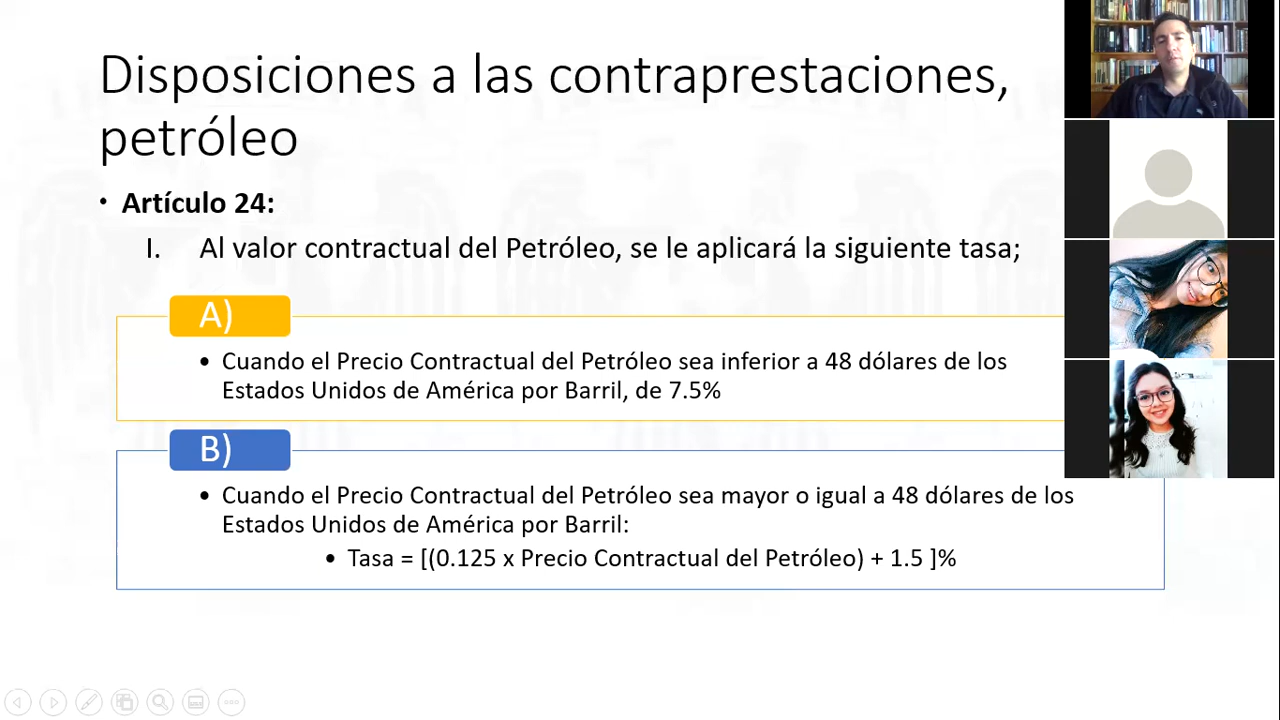 Disposiciones a las contraprestaciones,
petróleo
• Artículo 24:
I. Al valor contractual del Petróleo, se le aplicará la siguiente tasa;
A)
• Cuando el Precio Contractual del Petróleo sea inferior a 48 dólares de los
Estados Unidos de América por Barril, de 7.5%
B)
• Cuando el Precio Contractual del Petróleo sea mayor o igual a 48 dólares de los
Estados Unidos de América por Barril:
• Tasa = [(0.125 x Precio Contractual del Petróleo) + 1.5 ]%